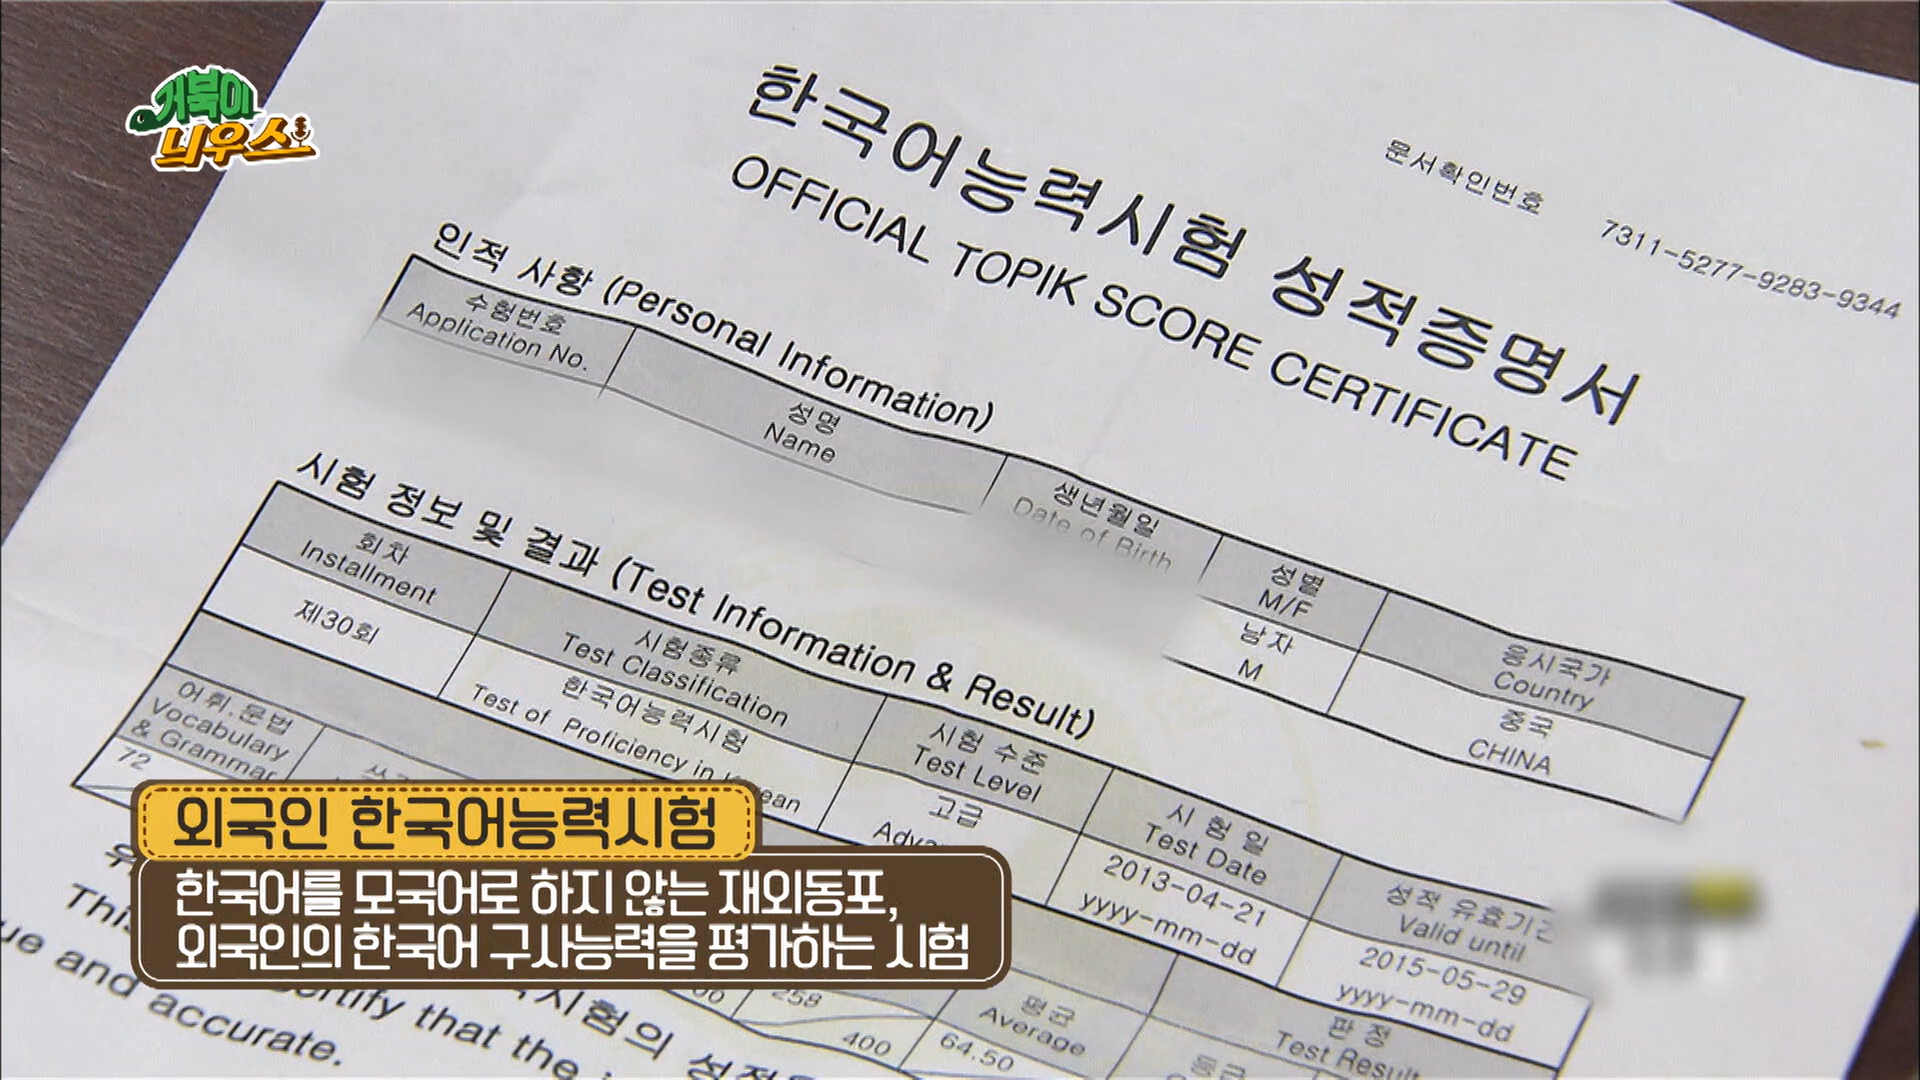 거북이
늬우스
한국어능력시험 성적증명서
OFFICIAL TOPIK SCORE CERTIFICATE
문서확인번호 7311-5277-9283-9344
인적 사항 (Personal Information)
수험번호
Application No.
성명
Name
생년월일
Date of Birth
성별
M/F
남자
M
응시국가
Country
중국
CHINA
시험 정보 및 결과 (Test Information & Result)
회차
Installment
제30회
시험종류
Test Classification
한국어능력시험
Test of Proficiency in
시험 수준
Test Level
고급
시험일
Test Date
2013-04-21
yyyy-mm-dd
성적 유효기간
Valid until
2015-05-29
yyyy-mm-dd
어휘.문법
Vocabulary
& Grammar
72
258
400
평균
Average
64.50
판정
Test Result
외국인 한국어능력시험
한국어를 모국어로 하지 않는 재외동포,
외국인의 한국어 구사능력을 평가하는 시험
시험의
that the
and accurate.